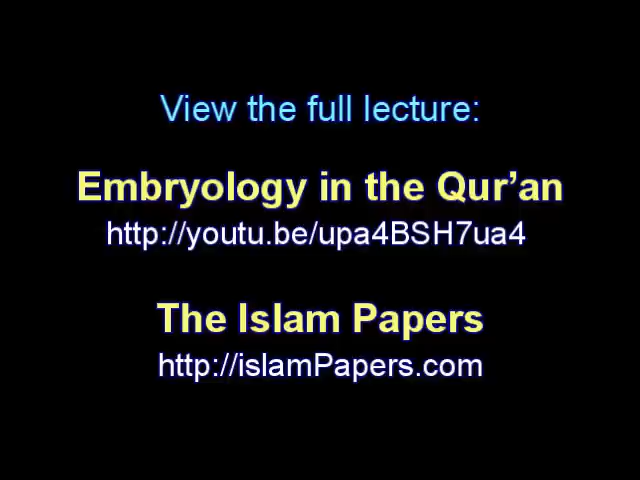 View the full lecture:
Embryology in the Qur’an
http://youtu.be/upa4BSH7ua4
The Islam Papers
http://islamPapers.com